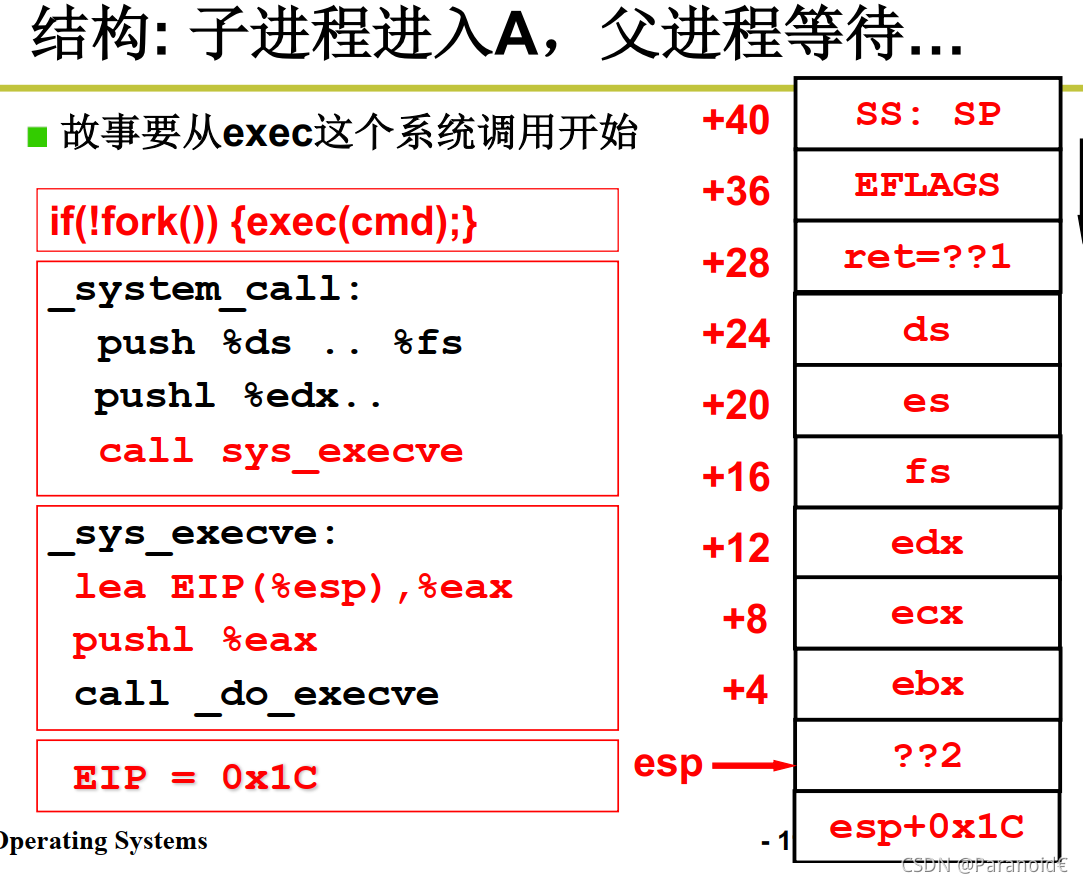 结构: 子进程进入A，父进程等待…
故事要从exec这个系统调用开始
if(!fork()) {exec(cmd);}
_system_call:
push %ds .. %fs
pushl %edx..
call sys_execve
_sys_execve:
lea EIP(%esp),%eax
pushl %eax
call _do_execve
EIP = 0x1C
+40 SS: SP
+36 EFLAGS
+28 ret=??1
+24 ds
+20 es
+16 fs
+12 edx
+8 ecx
+4 ebx
esp ??2
esp+0x1C
Operating Systems
- 1
CSDN @Paranoid€